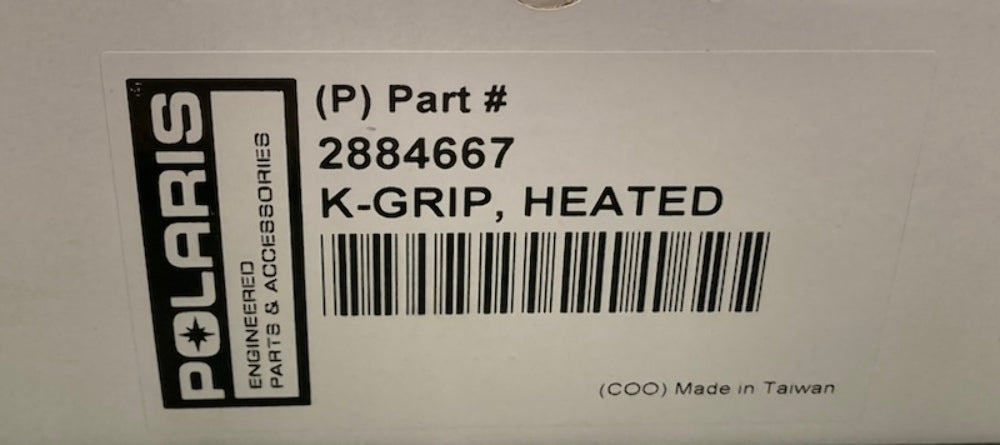 POLARIS
ENGINEERED
PARTS & ACCESSORIES
(P) Part #
2884667
K-GRIP, HEATED
(COO) Made in Taiwan